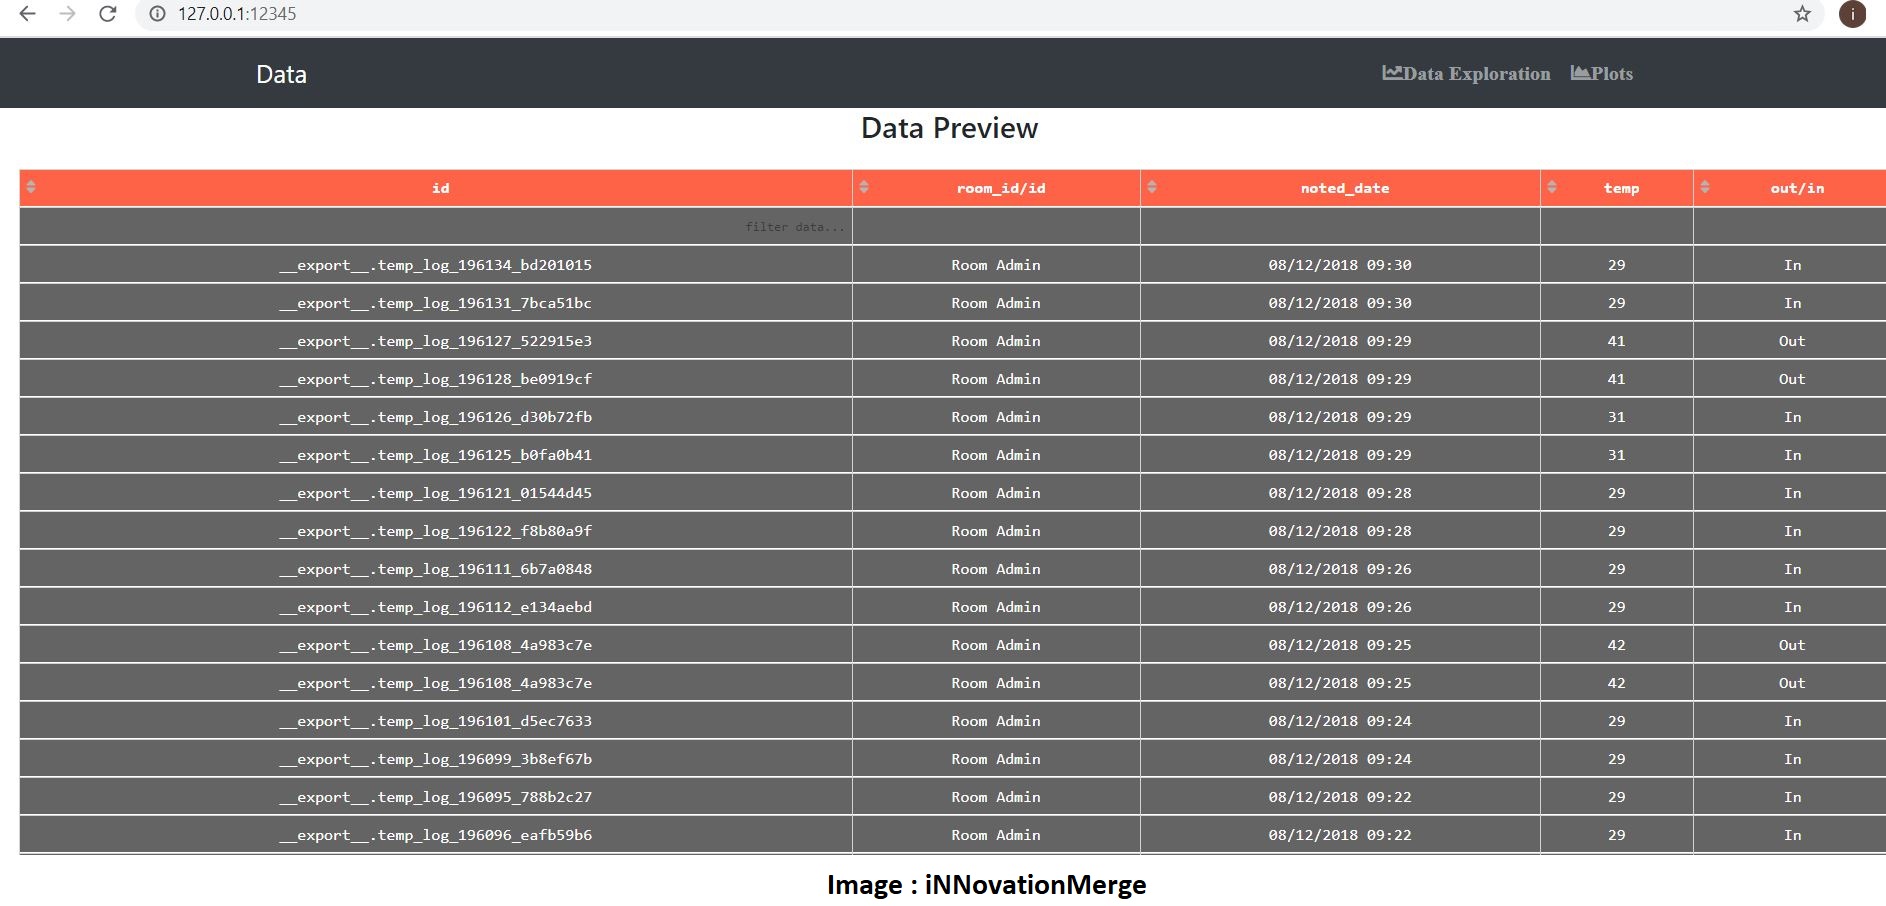 127.0.0.1:12345 i
Data Data Exploration Plots
Data Preview
id room_id/id noted_date temp out/in
filter data...
__export__.temp_log_196134_bd201015 Room Admin 08/12/2018 09:30 29 In
__export__.temp_log_196131_7bca51bc Room Admin 08/12/2018 09:30 29 In
__export__.temp_log_196127_522915e3 Room Admin 08/12/2018 09:29 41 Out
__export__.temp_log_196128_be0919cf Room Admin 08/12/2018 09:29 41 Out
__export__.temp_log_196126_d30b72fb Room Admin 08/12/2018 09:29 31 In
__export__.temp_log_196125_b0fa0b41 Room Admin 08/12/2018 09:29 31 In
__export__.temp_log_196121_01544d45 Room Admin 08/12/2018 09:28 29 In
__export__.temp_log_196122_f8b80a9f Room Admin 08/12/2018 09:28 29 In
__export__.temp_log_196111_6b7a0848 Room Admin 08/12/2018 09:26 29 In
__export__.temp_log_196112_e134aebd Room Admin 08/12/2018 09:26 29 In
__export__.temp_log_196108_4a983c7e Room Admin 08/12/2018 09:25 42 Out
__export__.temp_log_196108_4a983c7e Room Admin 08/12/2018 09:25 42 Out
__export__.temp_log_196101_d5ec7633 Room Admin 08/12/2018 09:24 29 In
__export__.temp_log_196099_3b8ef67b Room Admin 08/12/2018 09:24 29 In
__export__.temp_log_196095_788b2c27 Room Admin 08/12/2018 09:22 29 In
__export__.temp_log_196096_eafb59b6 Room Admin 08/12/2018 09:22 29 In
Image : iNNovationMerge